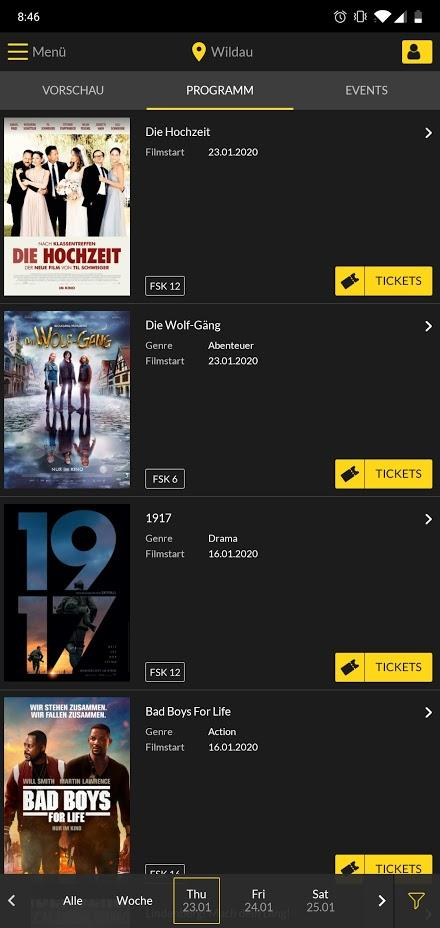 8:46
Menü
Wildau
VORSCHAU
PROGRAMM
EVENTS
Die Hochzeit
Filmstart 23.01.2020
NACH KLASSENTREFFEN
DIE HOCHZEIT
DER NEUE FILM VON TIL SCHWEIGER
IM KINO
FSK 12
TICKETS
Die Wolf-Gäng
Genre Abenteuer
Filmstart 23.01.2020
DIE WOLF-GÄNG
NUR IM KINO
FSK 6
TICKETS
1917
Genre Drama
Filmstart 16.01.2020
19
17
FSK 12
TICKETS
Bad Boys For Life
Genre Action
Filmstart 16.01.2020
WIR STEHEN ZUSAMMEN.
WIR FALLEN ZUSAMMEN.
WILL SMITH MARTIN LAWRENCE
BAD BOYS
FOR LIFE
NUR IM KINO
FSK 16
TICKETS
Alle
Woche
Thu
23.01
Fri
24.01
Sat
25.01